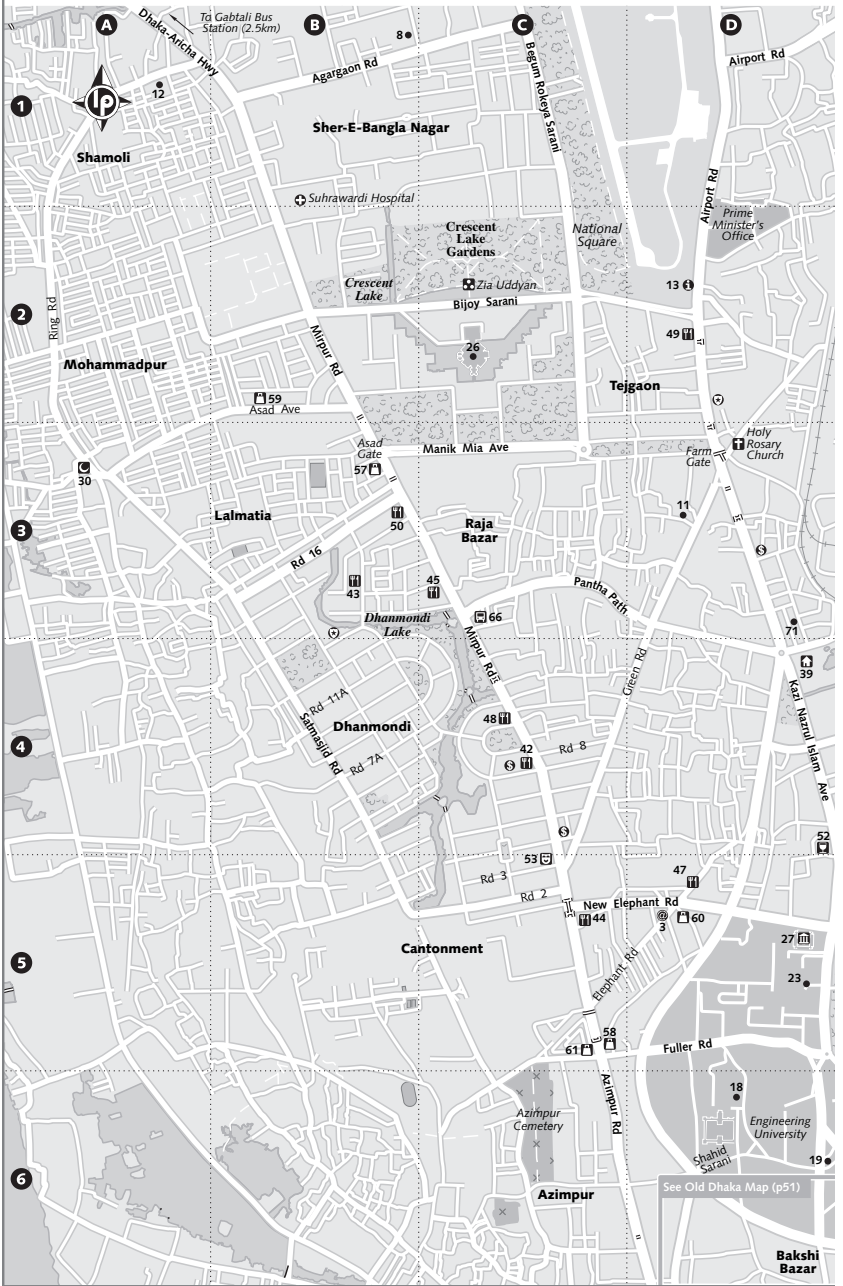 A
To Gabtali Bus
Station (2.5km)
B
8
C
D
Dhaka-Aricha Hwy
Agargaon Rd
Begum Rokeya Sarani
Airport Rd
1
lp
12
Sher-E-Bangla Nagar
Shamoli
Airport Rd
Suhrawardi Hospital
Prime
Minister's
Office
Crescent
Lake
Gardens
National
Square
Crescent
Lake
Zia Uddyan
13
Bijoy Sarani
2
Ring Rd
Mirpur Rd
49
26
Mohammadpur
Tejgaon
59
Asad Ave
Asad
Gate
Manik Mia Ave
Farm
Gate
Holy
Rosary
Church
57
30
Lalmatia
50
Raja
Bazar
11
3
Rd 16
43
45
Pantha Path
Dhanmondi
Lake
66
71
Mirpur Rd
Green Rd
39
Rd 11A
Satmasjid Rd
Dhanmondi
48
Kazi Nazrul Islam Ave
4
42
Rd 8
Rd 7A
52
53
47
Rd 3
Rd 2
New Elephant Rd
44
@
3
60
Cantonment
27
5
Elephant Rd
23
58
61
Fuller Rd
Azimpur Rd
18
Azimpur
Cemetery
Engineering
University
Shahid
Sarani
19
6
See Old Dhaka Map (p51)
Azimpur
Bakshi
Bazar